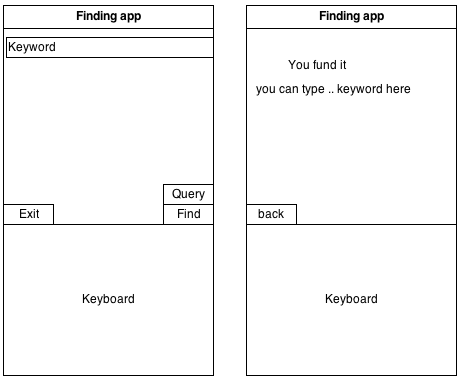 Finding app
Keyword
Query
Exit
Find
Keyboard
Finding app
You fund it
you can type .. keyword here
back
Keyboard